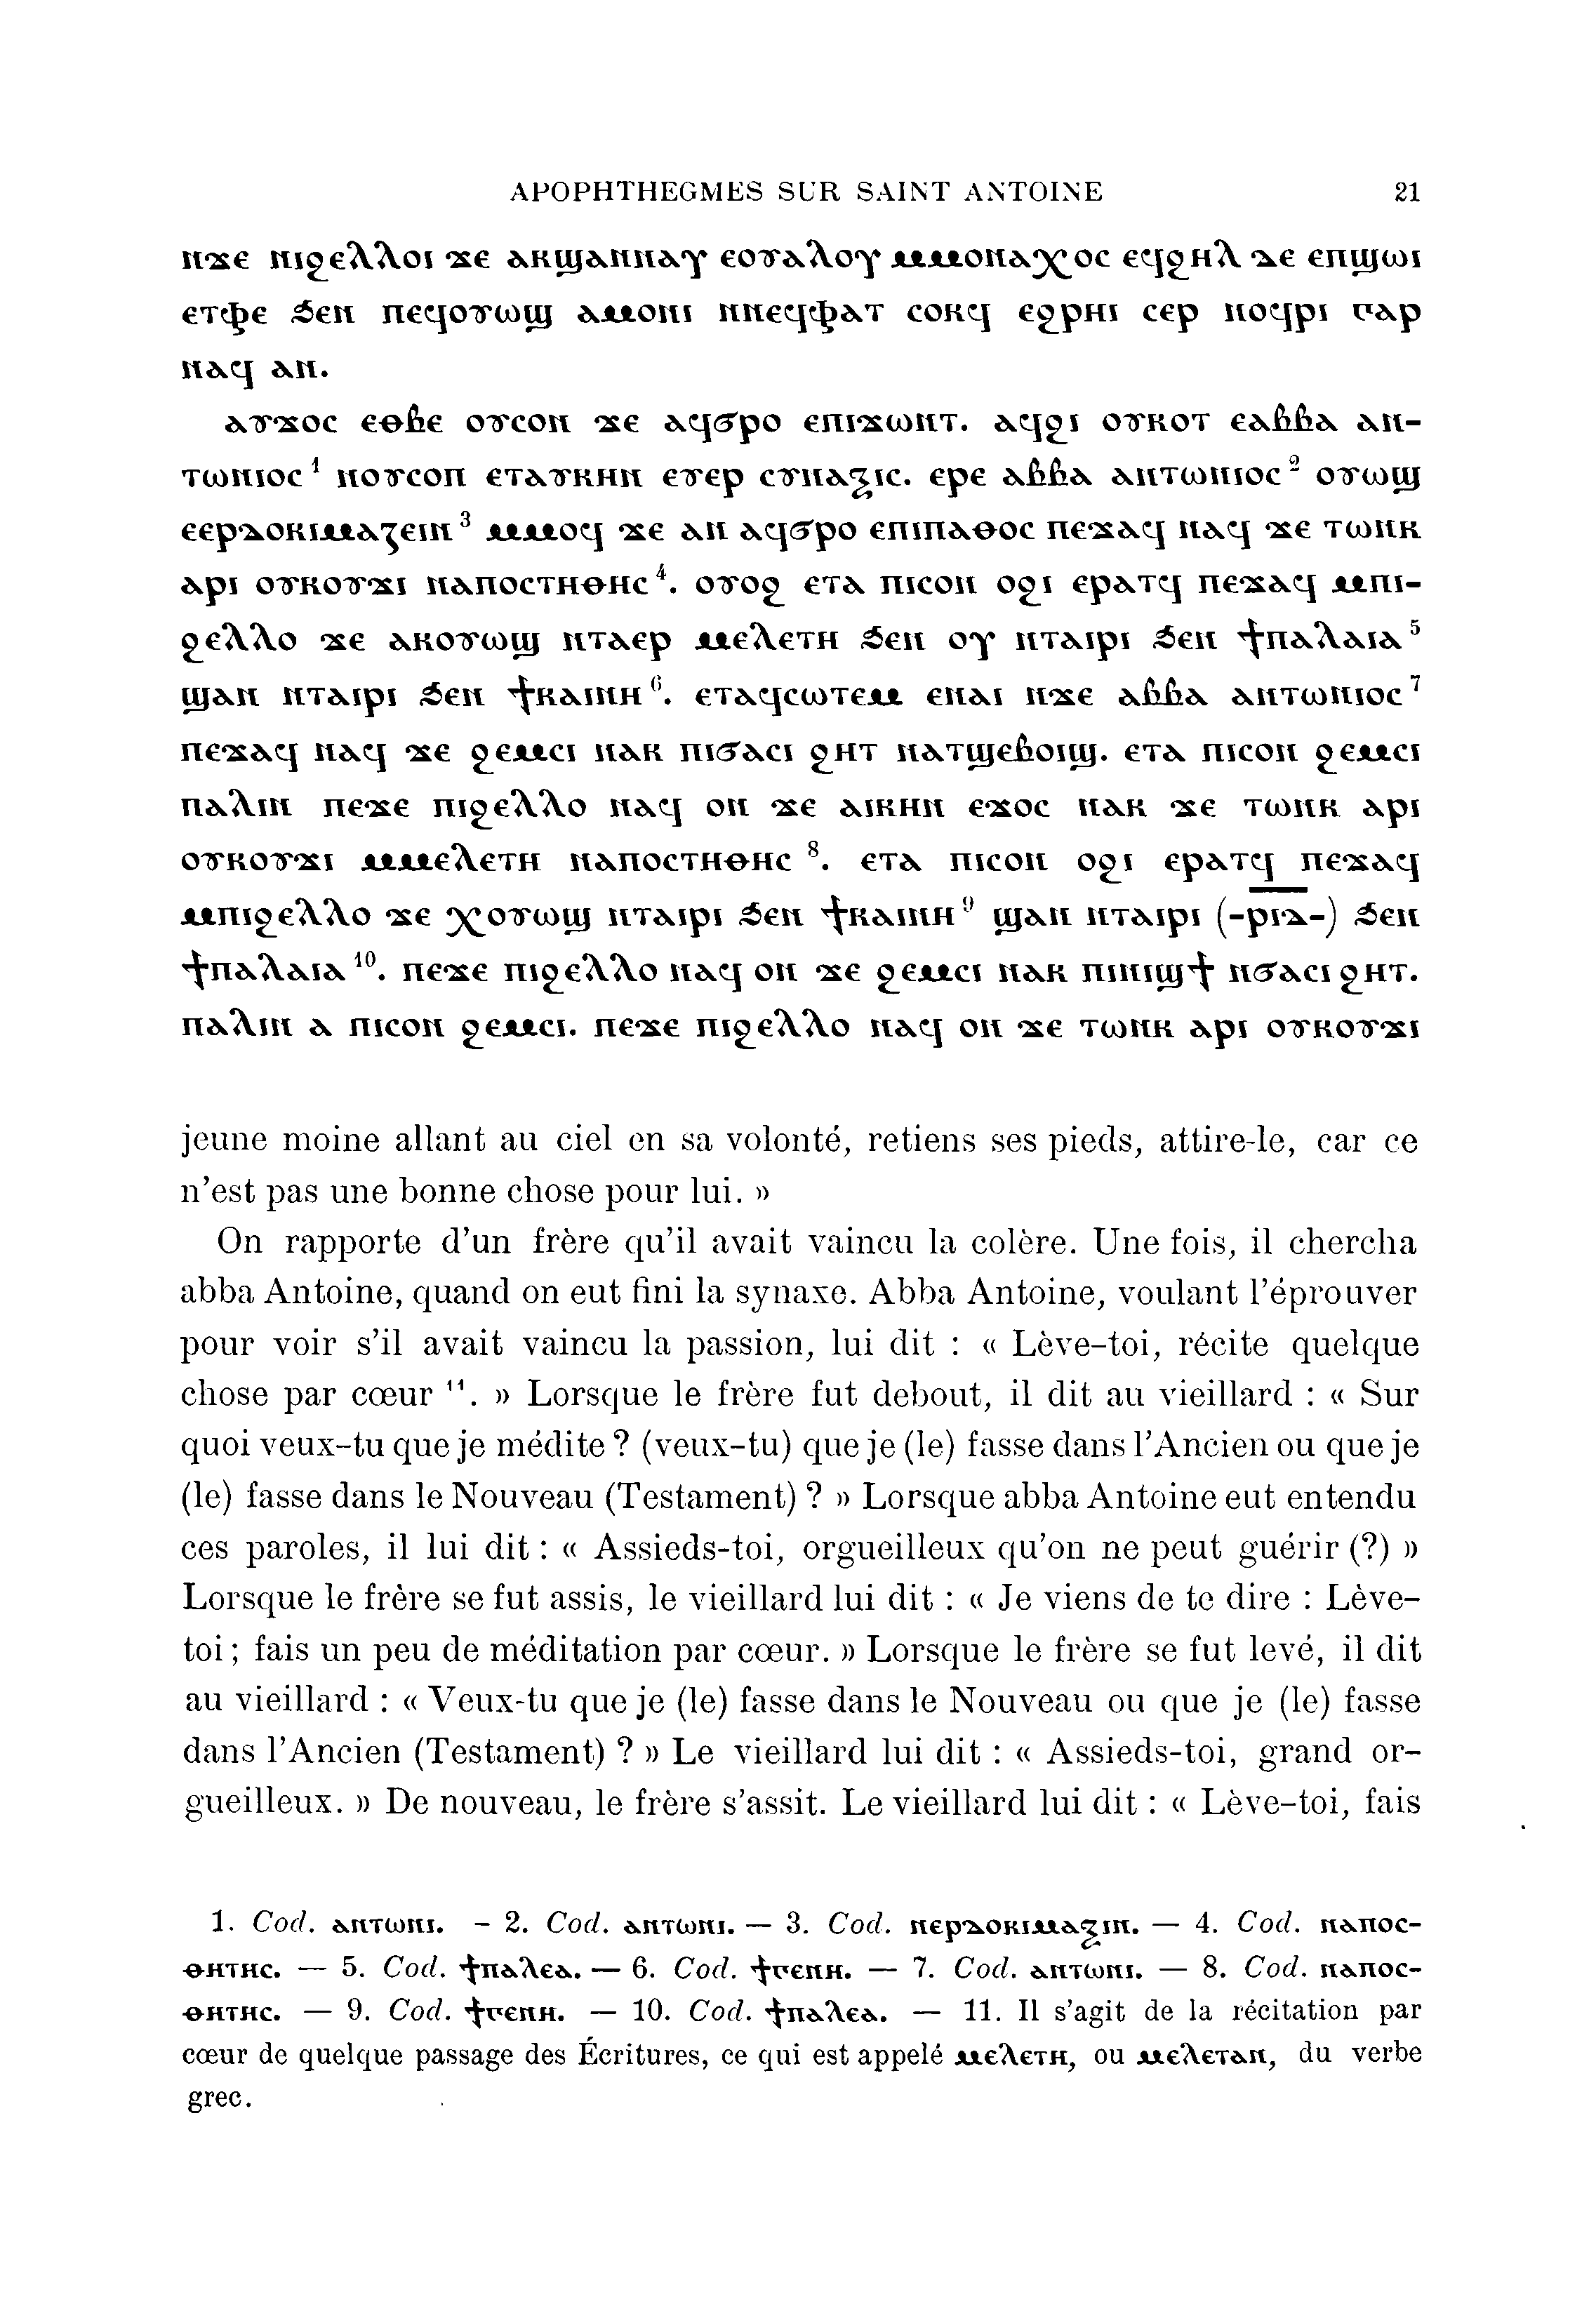 APOPHTHEGMES SUR SAINT ANTOINE 21
ⲛϫⲉ ⲛⲓϩⲉⲗⲗⲟⲓ ϫⲉ ⲁⲕϣⲁⲛⲛⲁⲩ ⲉⲟⲩⲁⲗⲟⲩ ⲙⲙⲟⲛⲁⲭⲟⲥ ⲉϥϩⲏⲗ ⲇⲉ ⲉⲡϣⲱⲓ
ⲉⲧⲫⲉ ϧⲉⲛ ⲡⲉϥⲟⲩⲱϣ ⲁⲙⲟⲛⲓ ⲛⲛⲉϥⲫⲁⲧ ⲥⲟⲕϥ ⲉϩⲣⲏⲓ ⲥⲉⲣ ⲛⲟϥⲣⲓ ⲅⲁⲣ
ⲛⲁϥ ⲁⲛ.
ⲁⲩϫⲟⲥ ⲉⲑⲃⲉ ⲟⲩⲥⲟⲛ ϫⲉ ⲁϥϭⲣⲟ ⲉⲡⲓϫⲱⲛⲧ. ⲁϥϩⲓ ⲟⲩⲕⲟⲧ ⲉⲁⲃⲃⲁ ⲁⲛ-
ⲧⲱⲛⲓⲟⲥ 1 ⲛⲟⲩⲥⲟⲡ ⲉⲧⲁⲩⲕⲏⲛ ⲉⲩⲉⲣ ⲥⲩⲛⲁⲝⲓⲥ. ⲉⲣⲉ ⲁⲃⲃⲁ ⲁⲛⲧⲱⲛⲓⲟⲥ 2 ⲟⲩⲱϣ
ⲉⲉⲣⲇⲟⲕⲓⲙⲁⲍⲉⲓⲛ 3 ⲙⲙⲟϥ ϫⲉ ⲁⲛ ⲁϥϭⲣⲟ ⲉⲡⲓⲡⲁⲑⲟⲥ ⲡⲉϫⲁϥ ⲛⲁϥ ϫⲉ ⲧⲱⲛⲕ
ⲁⲣⲓ ⲟⲩⲕⲟⲩϫⲓ ⲛⲁⲡⲟⲥⲧⲏⲑⲏⲥ 4. ⲟⲩⲟϩ ⲉⲧⲁ ⲡⲓⲥⲟⲛ ⲟϩⲓ ⲉⲣⲁⲧϥ ⲡⲉϫⲁϥ ⲙⲡⲓ-
ϩⲉⲗⲗⲟ ϫⲉ ⲁⲕⲟⲩⲱϣ ⲛⲧⲁⲉⲣ ⲙⲉⲗⲉⲧⲏ ϧⲉⲛ ⲟⲩ ⲛⲧⲁⲓⲣⲓ ϧⲉⲛ ϯⲡⲁⲗⲁⲓⲁ 5
ϣⲁⲛ ⲛⲧⲁⲓⲣⲓ ϧⲉⲛ ϯⲕⲁⲓⲛⲏ 6. ⲉⲧⲁϥⲥⲱⲧⲉⲙ ⲉⲛⲁⲓ ⲛϫⲉ ⲁⲃⲃⲁ ⲁⲛⲧⲱⲛⲓⲟⲥ 7
ⲡⲉϫⲁϥ ⲛⲁϥ ϫⲉ ϩⲉⲙⲥⲓ ⲛⲁⲕ ⲡⲓϭⲁⲥⲓ ϩⲏⲧ ⲛⲁⲧϣⲉⲃⲟⲓϣ. ⲉⲧⲁ ⲡⲓⲥⲟⲛ ϩⲉⲙⲥⲓ
ⲡⲁⲗⲓⲛ ⲡⲉϫⲉ ⲡⲓϩⲉⲗⲗⲟ ⲛⲁϥ ⲟⲛ ϫⲉ ⲁⲓⲕⲏⲛ ⲉϫⲟⲥ ⲛⲁⲕ ϫⲉ ⲧⲱⲛⲕ ⲁⲣⲓ
ⲟⲩⲕⲟⲩϫⲓ ⲙⲙⲉⲗⲉⲧⲏ ⲛⲁⲡⲟⲥⲧⲏⲑⲏⲥ 8. ⲉⲧⲁ ⲡⲓⲥⲟⲛ ⲟϩⲓ ⲉⲣⲁⲧϥ ⲡⲉϫⲁϥ
ⲙⲡⲓϩⲉⲗⲗⲟ ϫⲉ ⲭⲟⲩⲱϣ ⲛⲧⲁⲓⲣⲓ ϧⲉⲛ ϯⲕⲁⲓⲛⲏ 9 ϣⲁⲛ ⲛⲧⲁⲓⲣⲓ (-ⲣⲓⲇ-) ϧⲉⲛ
ϯⲡⲁⲗⲁⲓⲁ 10. ⲡⲉϫⲉ ⲡⲓϩⲉⲗⲗⲟ ⲛⲁϥ ⲟⲛ ϫⲉ ϩⲉⲙⲥⲓ ⲛⲁⲕ ⲡⲓⲛⲓϣϯ ⲛϭⲁⲥⲓ ϩⲏⲧ.
ⲡⲁⲗⲓⲛ ⲁ ⲡⲓⲥⲟⲛ ϩⲉⲙⲥⲓ. ⲡⲉϫⲉ ⲡⲓϩⲉⲗⲗⲟ ⲛⲁϥ ⲟⲛ ϫⲉ ⲧⲱⲛⲕ ⲁⲣⲓ ⲟⲩⲕⲟⲩϫⲓ
jeune moine allant au ciel en sa volonté, retiens ses pieds, attire-le, car ce
n'est pas une bonne chose pour lui. »
On rapporte d'un frère qu'il avait vaincu la colère. Une fois, il chercha
abba Antoine, quand on eut fini la synaxe. Abba Antoine, voulant l'éprouver
pour voir s'il avait vaincu la passion, lui dit : « Lève-toi, récite quelque
chose par cœur 11. » Lorsque le frère fut debout, il dit au vieillard : « Sur
quoi veux-tu que je médite ? (veux-tu) que je (le) fasse dans l'Ancien ou que je
(le) fasse dans le Nouveau (Testament) ? » Lorsque abba Antoine eut entendu
ces paroles, il lui dit : « Assieds-toi, orgueilleux qu'on ne peut guérir (?) »
Lorsque le frère se fut assis, le vieillard lui dit : « Je viens de te dire : Lève-
toi ; fais un peu de méditation par cœur. » Lorsque le frère se fut levé, il dit
au vieillard : « Veux-tu que je (le) fasse dans le Nouveau ou que je (le) fasse
dans l'Ancien (Testament) ? » Le vieillard lui dit : « Assieds-toi, grand or-
gueilleux. » De nouveau, le frère s'assit. Le vieillard lui dit : « Lève-toi, fais
1. Cod. ⲁⲛⲧⲱⲛⲓ. - 2. Cod. ⲁⲛⲧⲱⲛⲓ. — 3. Cod. ⲛⲉⲣⲇⲟⲕⲓⲙⲁⲝⲓⲛ. — 4. Cod. ⲛⲁⲡⲟⲥ-
ⲑⲏⲧⲏⲥ. — 5. Cod. ϯⲡⲁⲗⲉⲁ. — 6. Cod. ϯⲅⲉⲛⲏ. — 7. Cod. ⲁⲛⲧⲱⲛⲓ. — 8. Cod. ⲛⲁⲡⲟⲥ-
ⲑⲏⲧⲏⲥ. — 9. Cod. ϯⲅⲉⲛⲏ. — 10. Cod. ϯⲡⲁⲗⲉⲁ. — 11. Il s'agit de la récitation par
cœur de quelque passage des Écritures, ce qui est appelé ⲙⲉⲗⲉⲧⲏ, ou ⲙⲉⲗⲉⲧⲁⲛ, du verbe
grec.